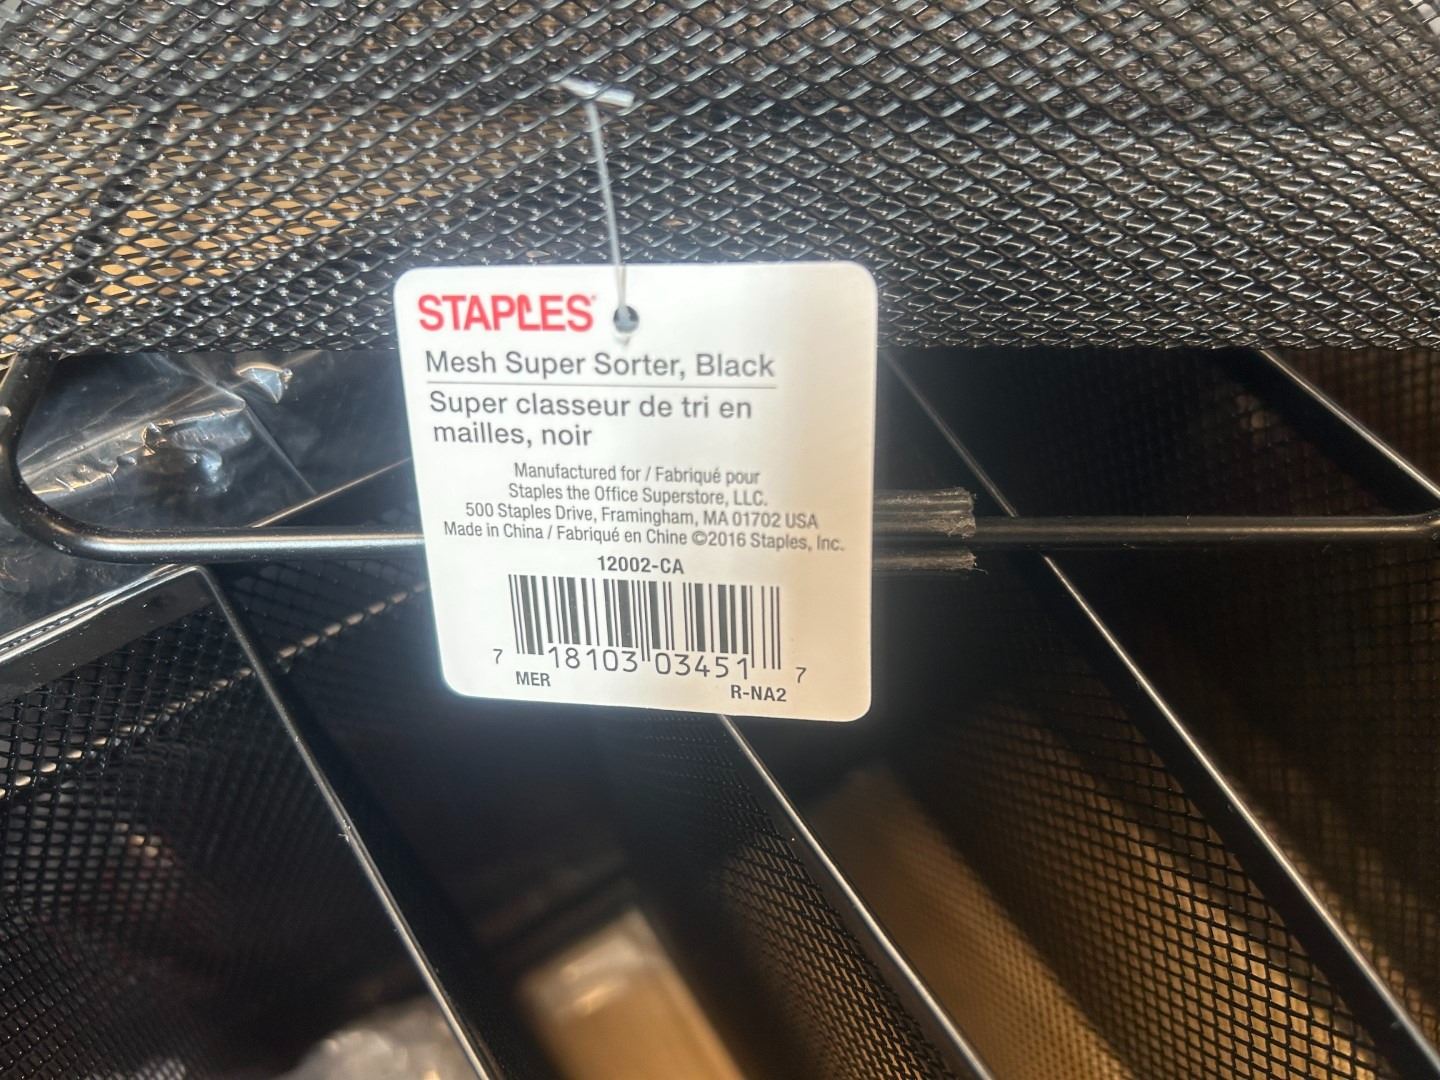 STAPLES®
Mesh Super Sorter, Black
Super classeur de tri en
mailles, noir
Manufactured for / Fabriqué pour
Staples the Office Superstore, LLC.
500 Staples Drive, Framingham, MA 01702 USA
Made in China / Fabriqué en Chine ©2016 Staples, Inc.
12002-CA
7 18103 03451 7
MER R-NA2